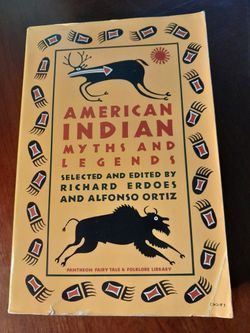 AMERICAN
INDIAN
MYTHS AND
LEGENDS
SELECTED AND EDITED BY
RICHARD ERDOES
AND ALFONSO ORTIZ
PANTHEON FAIRY TALE & FOLKLORE LIBRARY